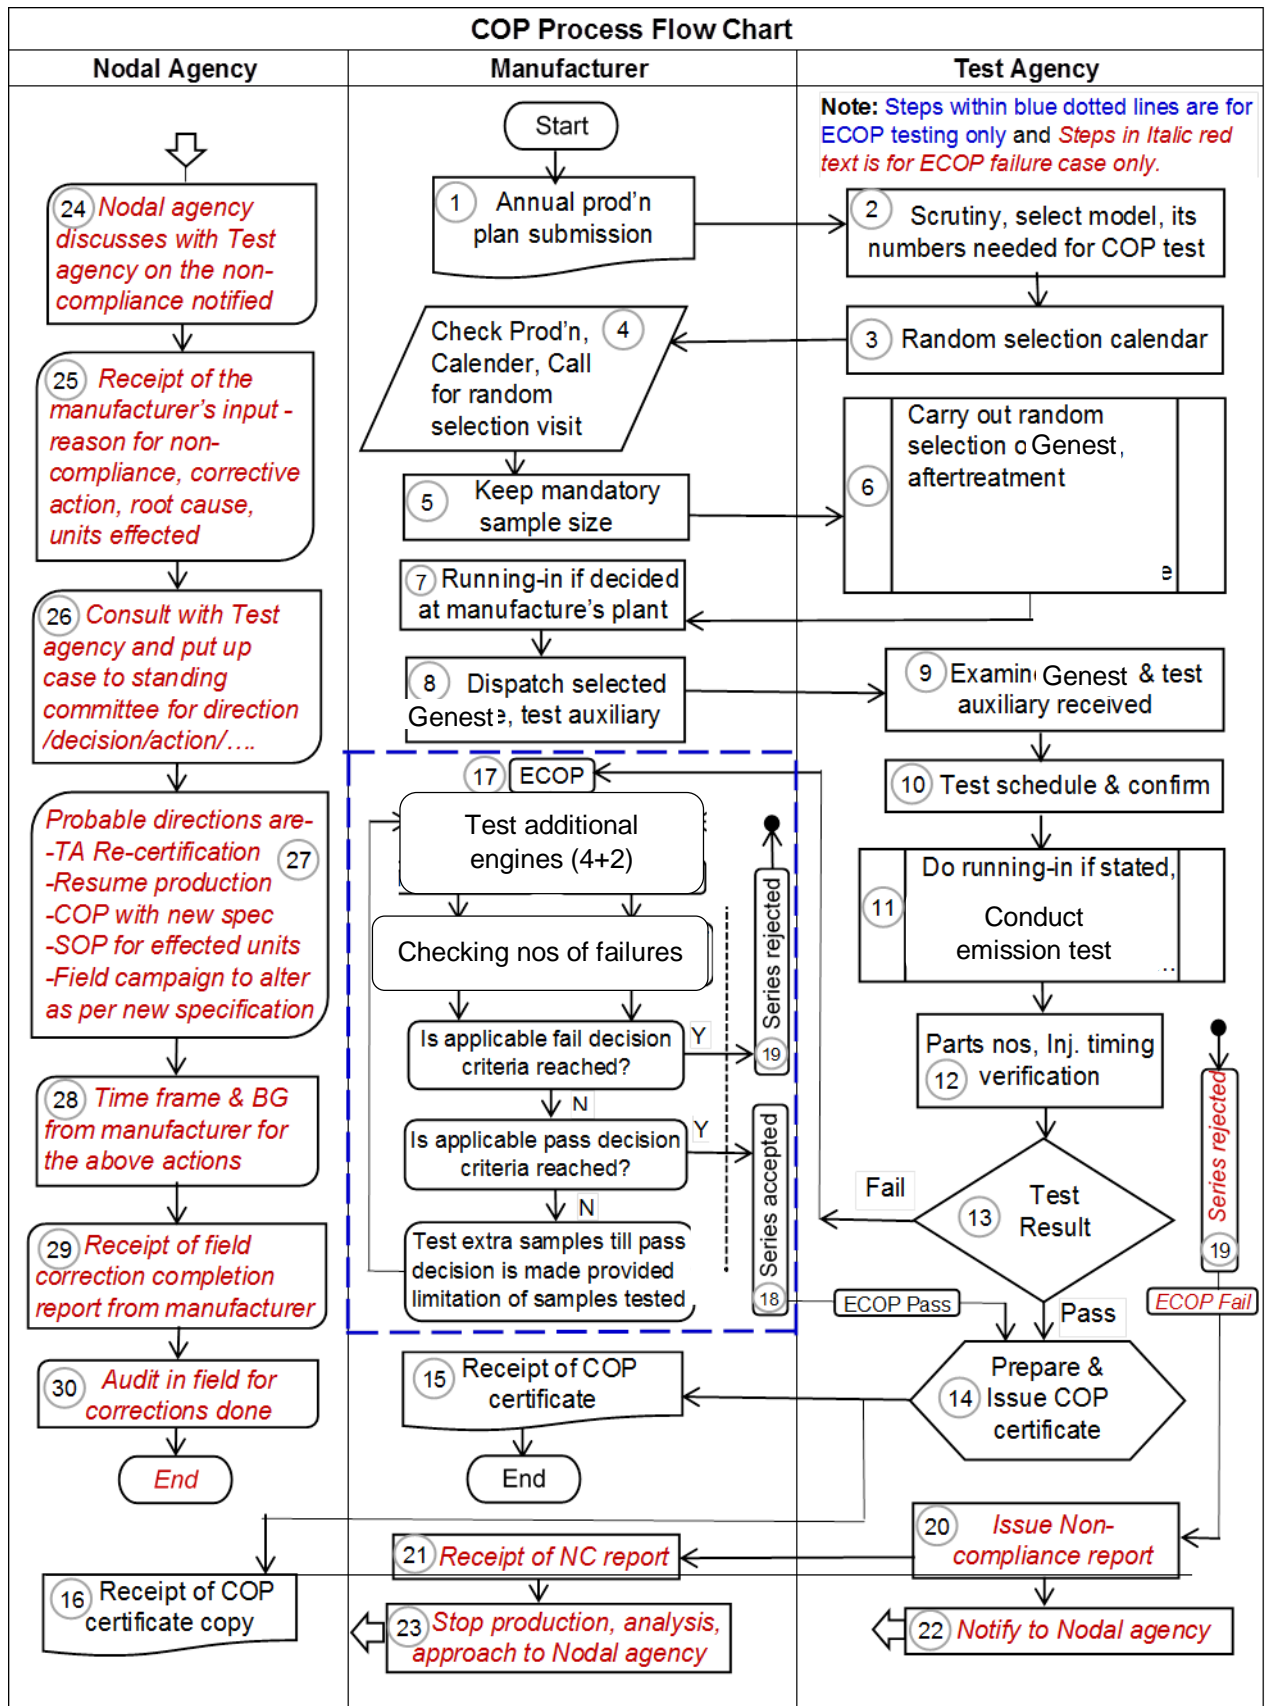 COP Process Flow Chart
Nodal Agency
Manufacturer
Test Agency
Note: Steps within blue dotted lines are for
ECOP testing only and Steps in Italic red
text is for ECOP failure case only.
Start
1 Annual prod'n
plan submission
2 Scrutiny, select model, its
numbers needed for COP test
3 Random selection calendar
Check Prod'n, 4
Calender, Call
for random
selection visit
5 Keep mandatory
sample size
Carry out random
selection o Genest,
aftertreatment
6
e
7 Running-in if decided
at manufacture's plant
8 Dispatch selected
Genest e, test auxiliary
9 Examin Genest & test
auxiliary received
10 Test schedule & confirm
Do running-in if stated,
11
Conduct
emission test
..
Parts nos, Inj. timing
12 verification
13 Test
Result
Fail
Pass
Prepare &
14 Issue COP
certificate
15 Receipt of COP
certificate
End
16 Receipt of COP
certificate copy
17 ECOP
Test additional
engines (4+2)
Checking nos of failures
Is applicable fail decision
criteria reached?
Y
N
Is applicable pass decision
criteria reached?
Y
N
Test extra samples till pass
decision is made provided
limitation of samples tested
18 Series accepted
19 Series rejected
ECOP Pass
19 Series rejected
ECOP Fail
20 Issue Non-
compliance report
21 Receipt of NC report
22 Notify to Nodal agency
23 Stop production, analysis,
approach to Nodal agency
24 Nodal agency
discusses with Test
agency on the non-
compliance notified
25 Receipt of the
manufacturer's input -
reason for non-
compliance, corrective
action, root cause,
units effected
26 Consult with Test
agency and put up
case to standing
committee for direction
/decision/action/....
Probable directions are-
-TA Re-certification 27
-Resume production
-COP with new spec
-SOP for effected units
-Field campaign to alter
as per new specification
28 Time frame & BG
from manufacturer for
the above actions
29 Receipt of field
correction completion
report from manufacturer
30 Audit in field for
corrections done
End